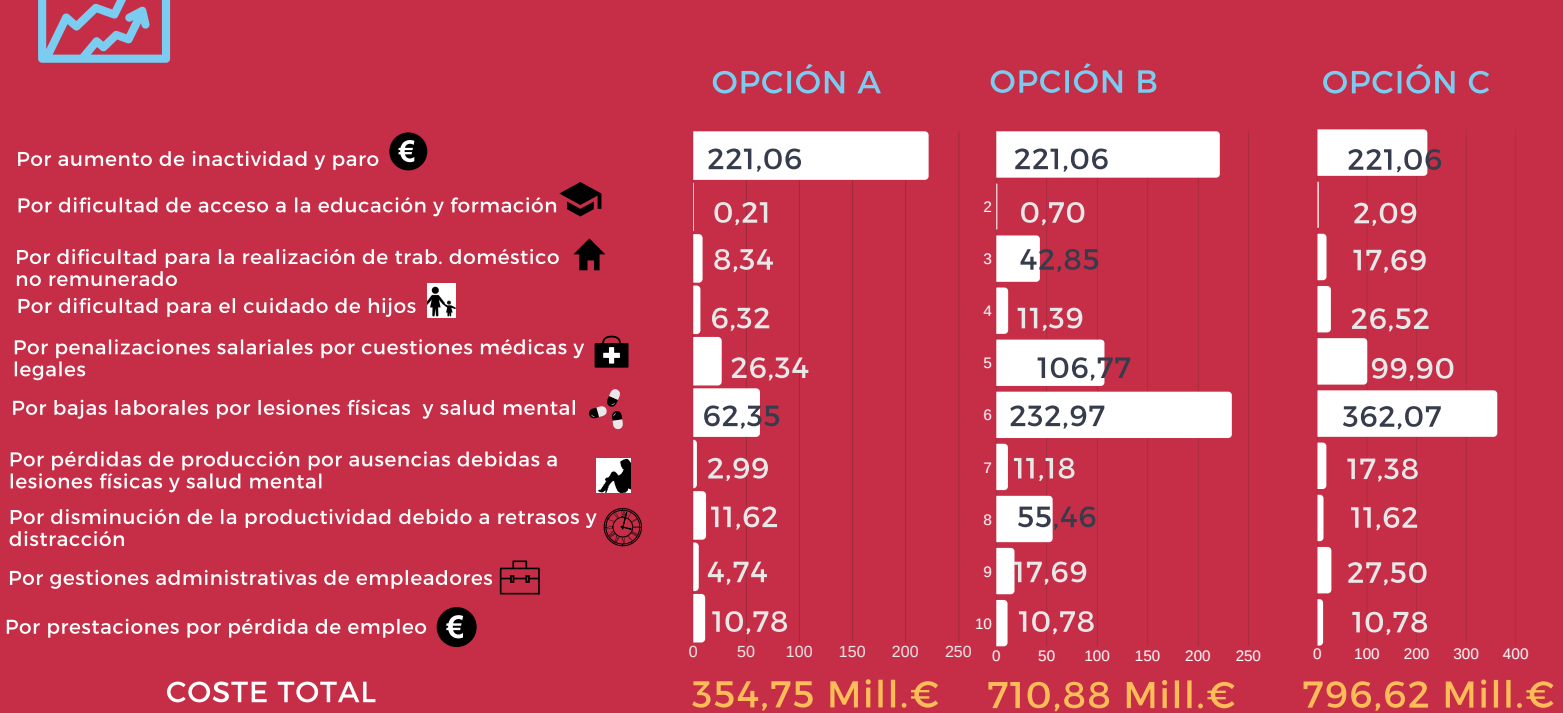 OPCIÓN A OPCIÓN B OPCIÓN C
Por aumento de inactividad y paro € 221,06 221,06 221,06
Por dificultad de acceso a la educación y formación 0,21 2 0,70 2,09
Por dificultad para la realización de trab. doméstico
no remunerado 8,34 3 42,85 17,69
Por dificultad para el cuidado de hijos 6,32 4 11,39 26,52
Por penalizaciones salariales por cuestiones médicas y
legales 26,34 5 106,77 99,90
Por bajas laborales por lesiones físicas y salud mental 62,35 6 232,97 362,07
Por pérdidas de producción por ausencias debidas a
lesiones físicas y salud mental 2,99 7 11,18 17,38
Por disminución de la productividad debido a retrasos y
distracción 11,62 8 55,46 11,62
Por gestiones administrativas de empleadores 4,74 9 17,69 27,50
Por prestaciones por pérdida de empleo € 10,78 10 10,78 10,78
0 50 100 150 200 250 0 50 100 150 200 250 0 100 200 300 400
COSTE TOTAL 354,75 Mill.€ 710,88 Mill.€ 796,62 Mill.€